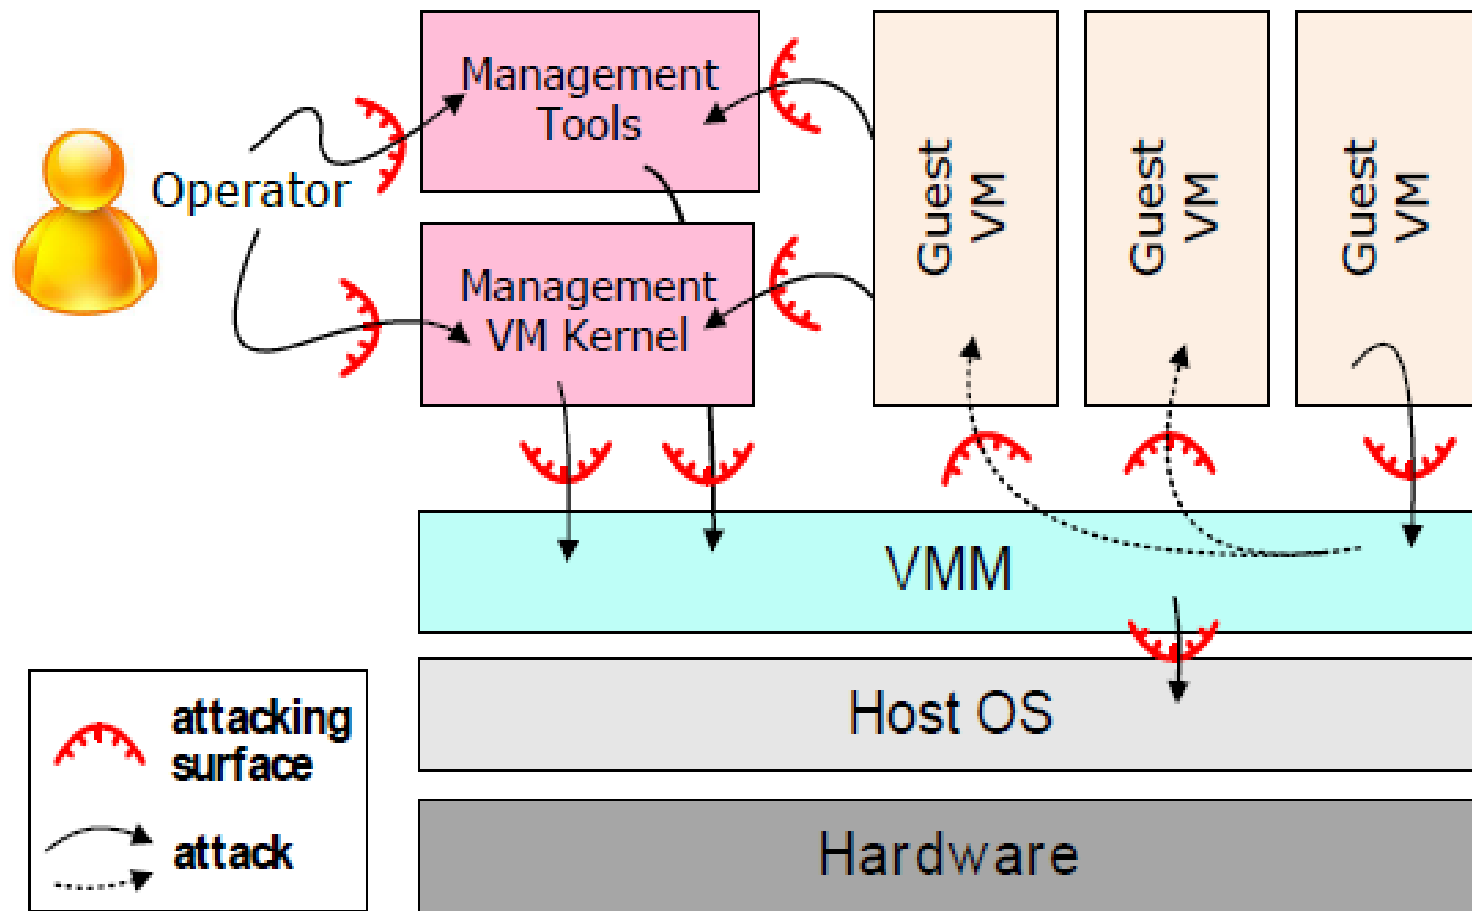 Management
Tools
Operator
Management
VM Kernel
Guest
VM
Guest
VM
Guest
VM
VMM
Host OS
Hardware
attacking
surface
attack